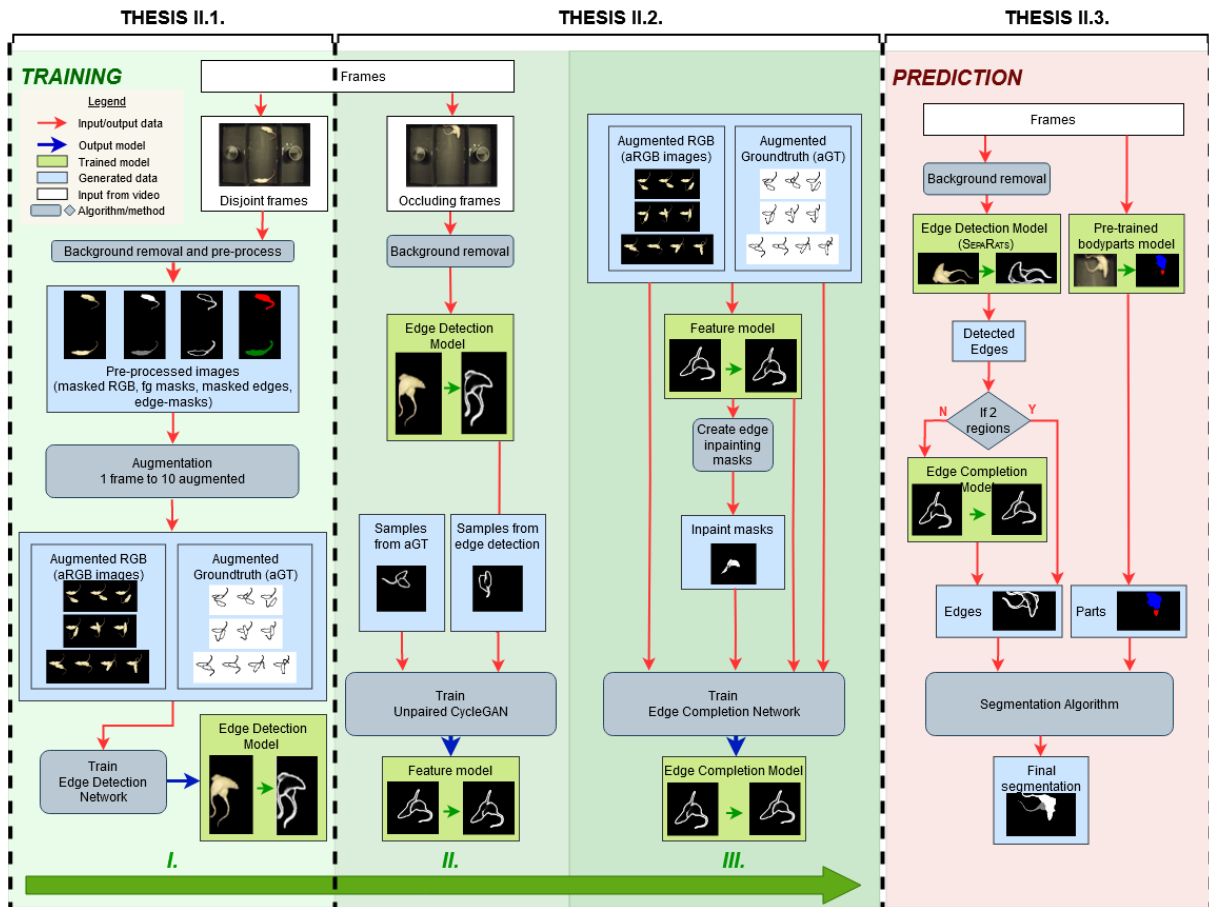 THESIS II.1.
THESIS II.2.
THESIS II.3.
TRAINING
Legend
Input/output data
Output model
Trained model
Generated data
Input from video
Algorithm/method
Frames
Disjoint frames
Occluding frames
Background removal and pre-process
Pre-processed images
(masked RGB, fg masks, masked edges,
edge-masks)
Augmentation
1 frame to 10 augmented
Augmented RGB
(aRGB images)
Augmented
Groundtruth (aGT)
Train
Edge Detection
Network
Edge Detection
Model
I.
Background removal
Edge Detection
Model
Samples
from aGT
Samples from
edge detection
Train
Unpaired CycleGAN
Feature model
II.
Augmented RGB
(aRGB images)
Augmented
Groundtruth (aGT)
Feature model
Create edge
inpainting
masks
Inpaint masks
Train
Edge Completion Network
Edge Completion Model
III.
PREDICTION
Frames
Background removal
Edge Detection Model
(SEPARATS)
Pre-trained
bodyparts model
Detected
Edges
If 2
regions
N
Y
Edge Completion
Model
Edges
Parts
Segmentation Algorithm
Final
segmentation